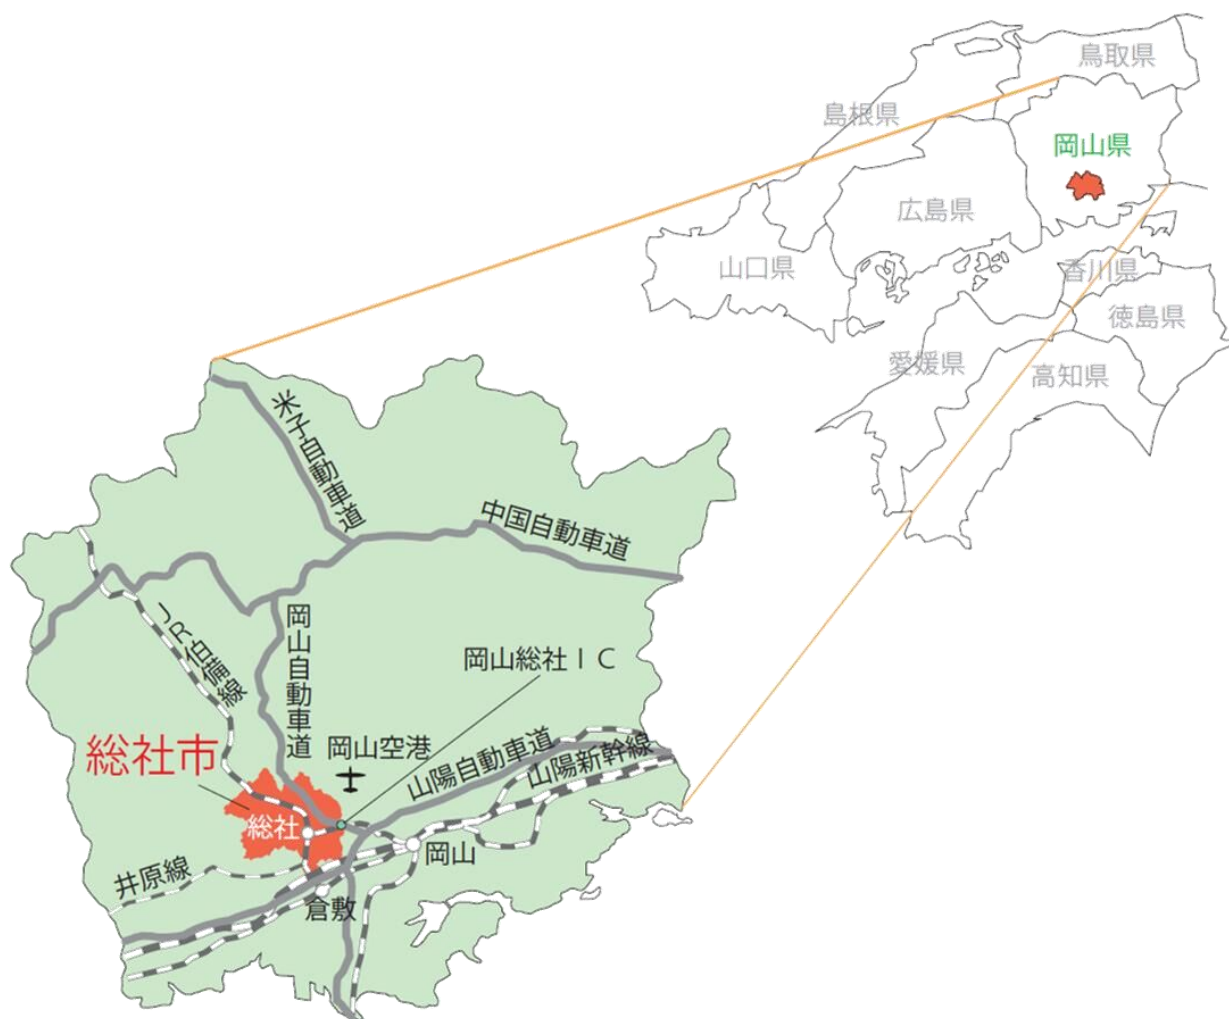 鳥取県
島根県
岡山県
広島県
山口県
香川県
徳島県
愛媛県
高知県
米子自動車道
中国自動車道
JR伯備線
岡山自動車道
岡山総社IC
総社市
岡山空港
山陽自動車道
山陽新幹線
総社
岡山
井原線
倉敷